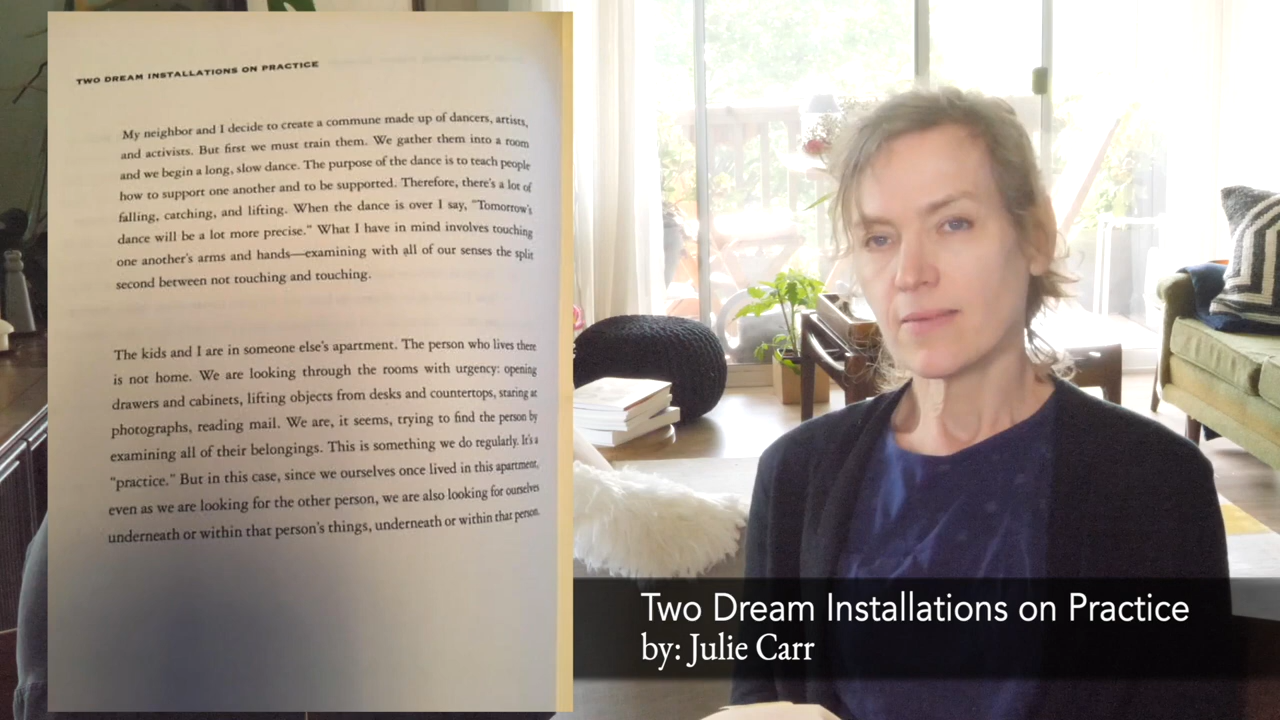 TWO DREAM INSTALLATIONS ON PRACTICE
My neighbor and I decide to create a commune made up of dancers, artists,
and activists. But first we must train them. We gather them into a room
and we begin a long, slow dance. The purpose of the dance is to teach people
how to support one another and to be supported. Therefore, there's a lot of
falling, catching, and lifting. When the dance is over I say, "Tomorrow's
dance will be a lot more precise." What I have in mind involves touching
one another's arms and hands—examining with all of our senses the split
second between not touching and touching.
The kids and I are in someone else's apartment. The person who lives there
is not home. We are looking through the rooms with urgency: opening
drawers and cabinets, lifting objects from desks and countertops, staring at
photographs, reading mail. We are, it seems, trying to find the person by
examining all of their belongings. This is something we do regularly. It's a
"practice." But in this case, since we ourselves once lived in this apartment,
even as we are looking for the other person, we are also looking for ourselves
underneath or within that person's things, underneath or within that person.
Two Dream Installations on Practice
by: Julie Carr